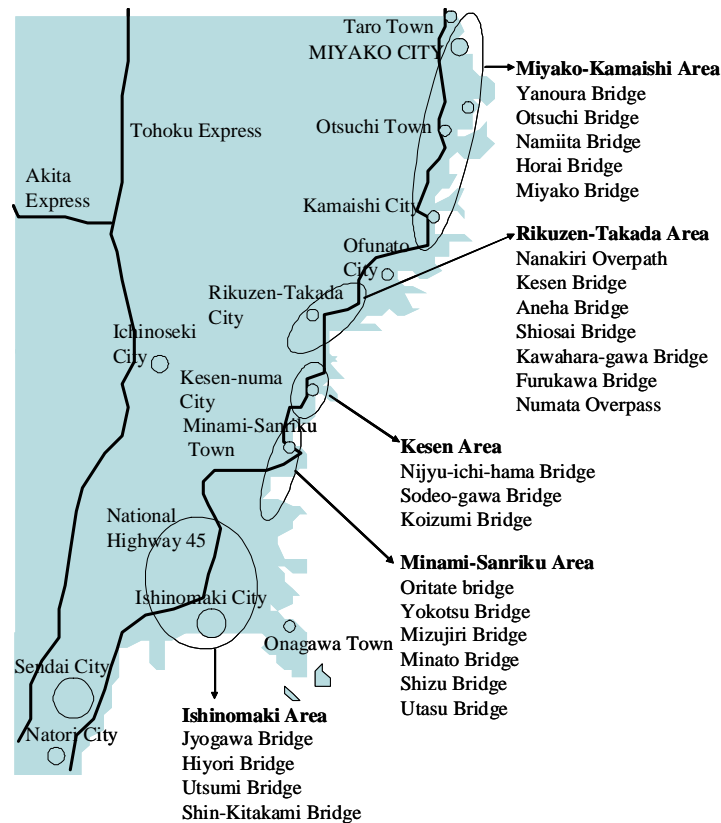 Taro Town
MIYAKO CITY
Miyako-Kamaishi Area
Yanoura Bridge
Otsuchi Bridge
Namiita Bridge
Horai Bridge
Miyako Bridge
Tohoku Express
Otsuchi Town
Akita
Express
Kamaishi City
Rikuzen-Takada Area
Nanakiri Overpath
Kesen Bridge
Aneha Bridge
Shiosai Bridge
Kawahara-gawa Bridge
Furukawa Bridge
Numata Overpass
Ofunato
City
Rikuzen-Takada
City
Ichinoseki
City
Kesen-numa
City
Minami-Sanriku
Town
Kesen Area
Nijyu-ichi-hama Bridge
Sodeo-gawa Bridge
Koizumi Bridge
National
Highway 45
Minami-Sanriku Area
Oritate bridge
Yokotsu Bridge
Mizujiri Bridge
Minato Bridge
Shizu Bridge
Utasu Bridge
Ishinomaki City
Onagawa Town
Sendai City
Natori City
Ishinomaki Area
Jyogawa Bridge
Hiyori Bridge
Utsumi Bridge
Shin-Kitakami Bridge